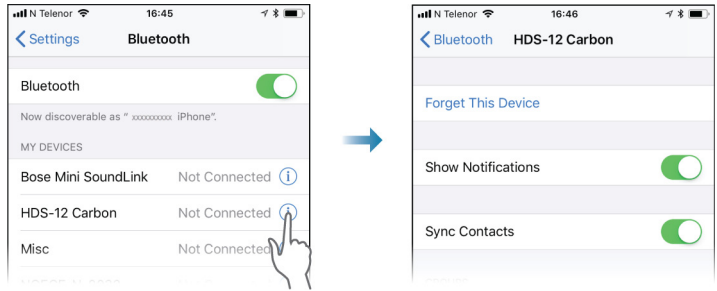 N Telenor 16:45
Settings Bluetooth
Bluetooth
Now discoverable as “ xxxxxxxxxx iPhone”.
MY DEVICES
Bose Mini SoundLink Not Connected i
HDS-12 Carbon Not Connected i
Misc Not Connected
N Telenor 16:46
Bluetooth HDS-12 Carbon
Forget This Device
Show Notifications
Sync Contacts